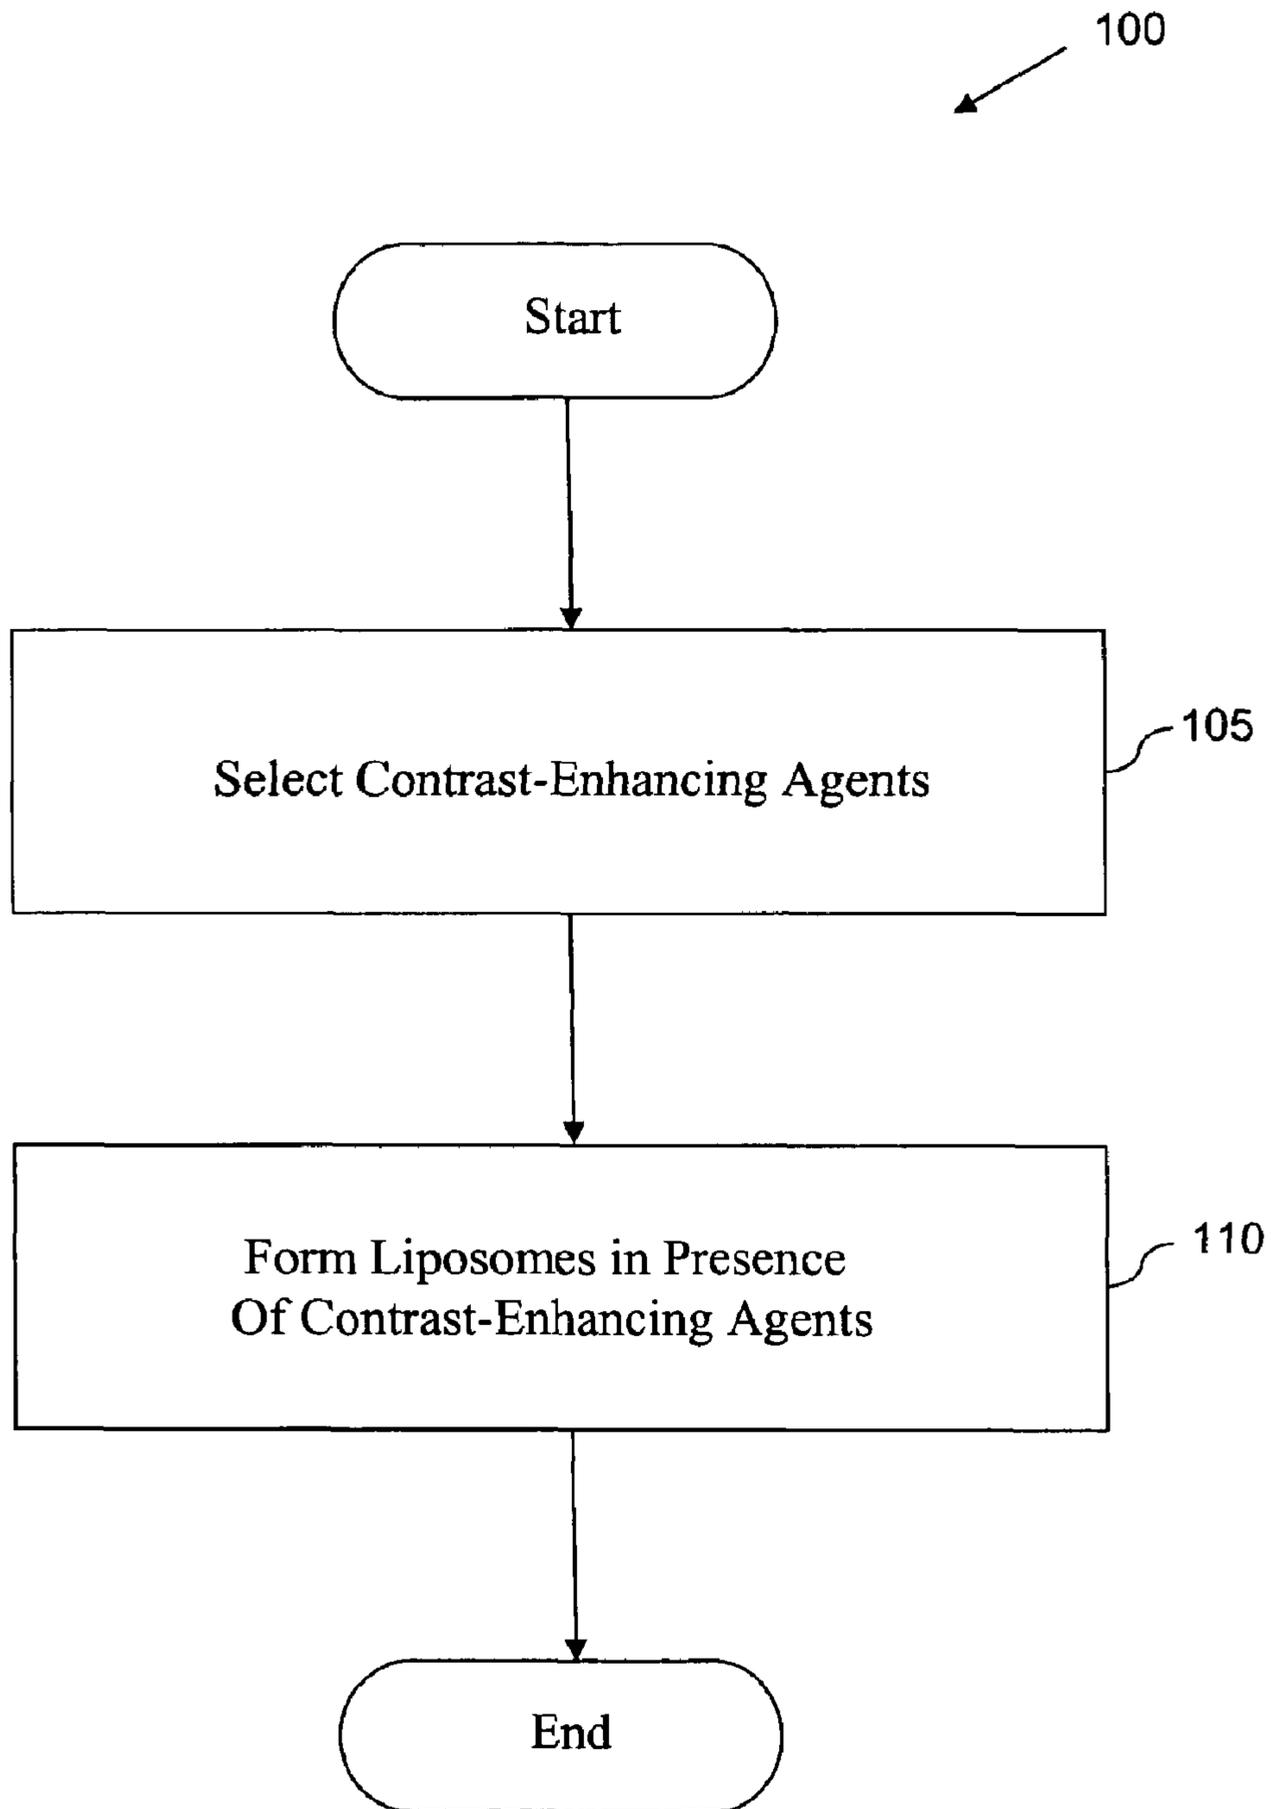 100
Start
Select Contrast-Enhancing Agents
105
Form Liposomes in Presence
Of Contrast-Enhancing Agents
110
End